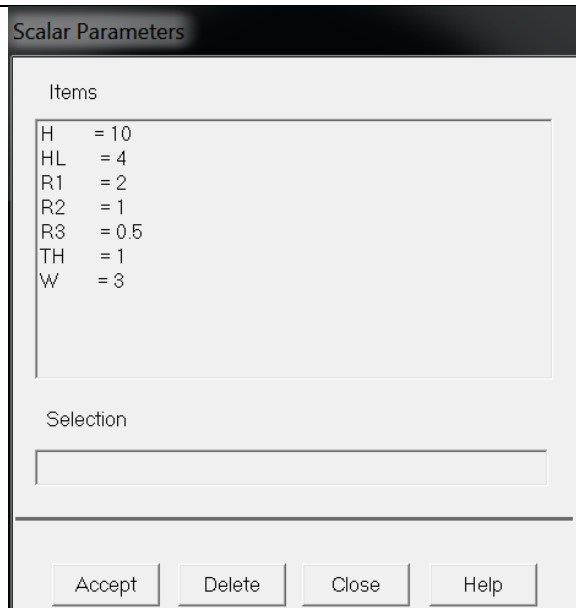 Scalar Parameters
Items
H = 10
HL = 4
R1 = 2
R2 = 1
R3 = 0.5
TH = 1
W = 3
Selection
Accept Delete Close Help